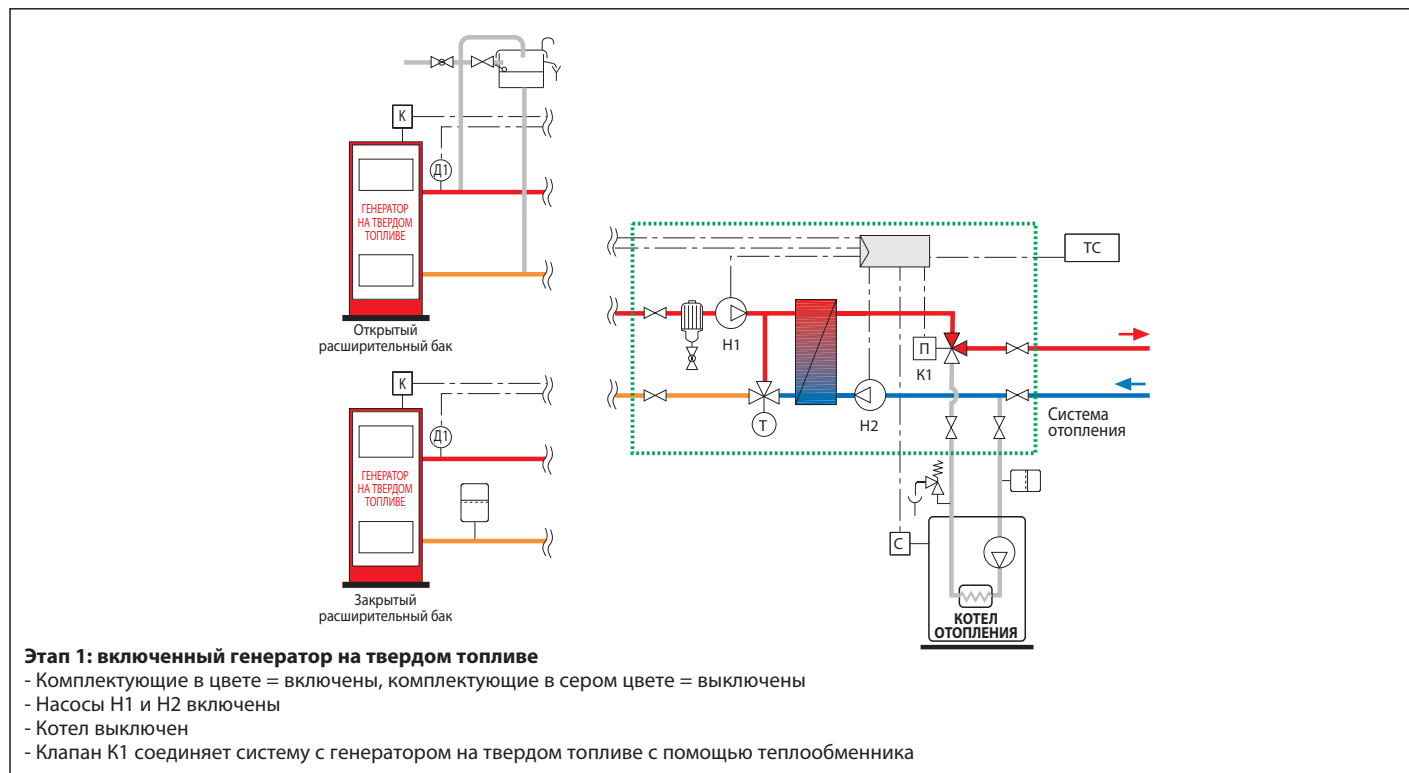 К
Д1
ГЕНЕРАТОР
НА ТВЕРДОМ
ТОПЛИВЕ
Открытый
расширительный бак
К
Д1
ГЕНЕРАТОР
НА ТВЕРДОМ
ТОПЛИВЕ
Закрытый
расширительный бак
ТС
Н1
П
К1
Т
Н2
Система
отопления
С
КОТЕЛ
ОТОПЛЕНИЯ
Этап 1: включенный генератор на твердом топливе
- Комплектующие в цвете = включены, комплектующие в сером цвете = выключены
- Насосы Н1 и Н2 включены
- Котел выключен
- Клапан К1 соединяет систему с генератором на твердом топливе с помощью теплообменника